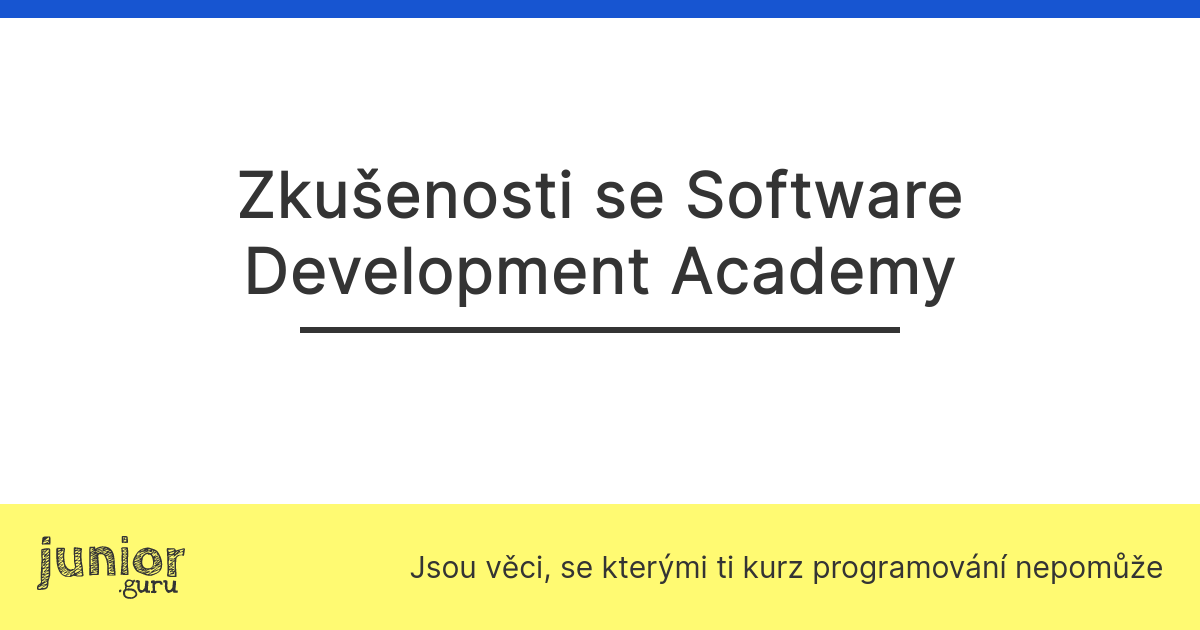 Zkušenosti se Software
Development Academy
junior
.guru
Jsou věci, se kterými ti kurz programování nepomůže